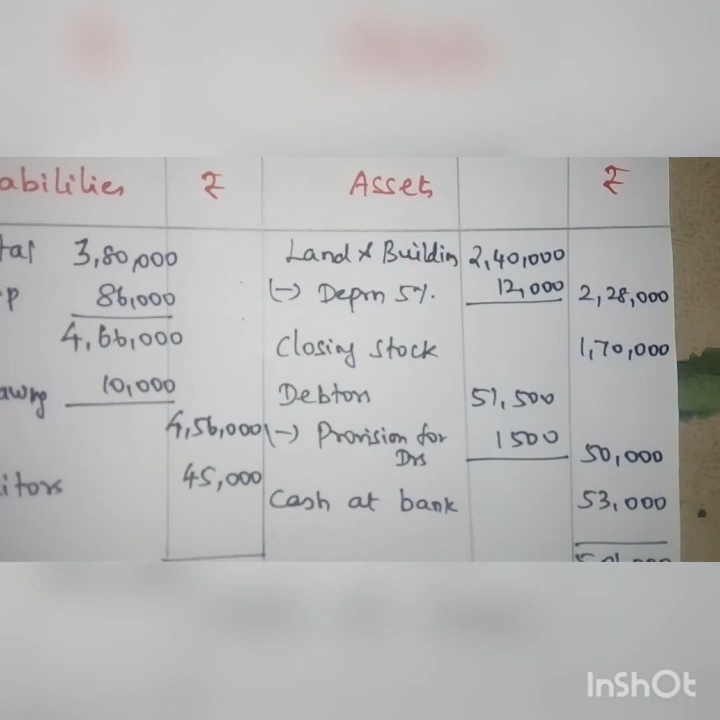 abilities ₹ Assets ₹
tal 3,80,000 Land & Buildin 2,40,000
p 86,000 (-) Deprn 5% 12,000 2,28,000
4,66,000 Closing stock 1,70,000
awing 10,000 Debtors 51,500
4,56,000 (-) Provision for 1500
Drs 50,000
itors 45,000 Cash at bank 53,000
InShOt